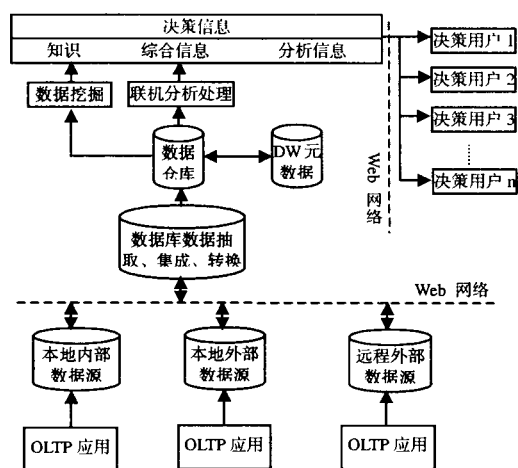 决策信息
知识 综合信息 分析信息
决策用户 1
决策用户 2
决策用户 3
……
决策用户 n
数据挖掘
联机分析处理
数据
仓库
DW 元
数据
Web 网络
数据库数据抽
取、集成、转换
Web 网络
本地内部
数据源
本地外部
数据源
远程外部
数据源
OLTP 应用
OLTP 应用
OLTP 应用